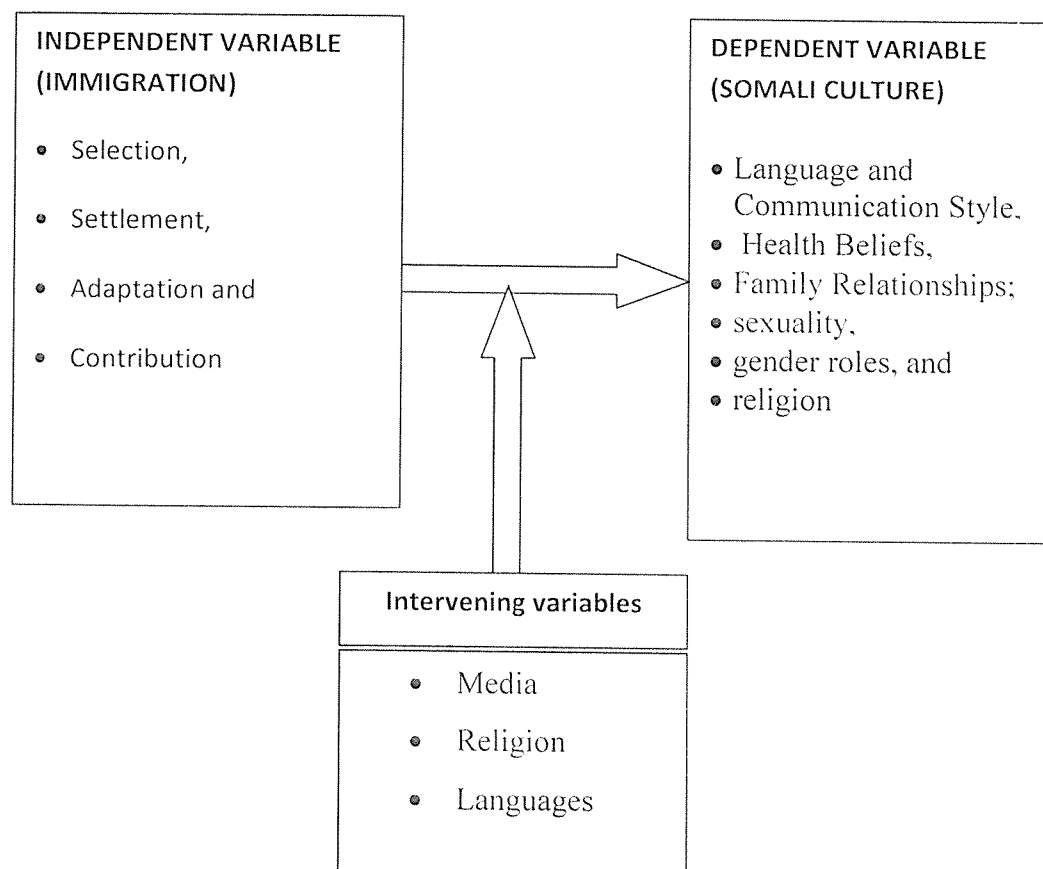 INDEPENDENT VARIABLE
(IMMIGRATION)
• Selection,
• Settlement,
• Adaptation and
• Contribution
DEPENDENT VARIABLE
(SOMALI CULTURE)
• Language and
Communication Style,
• Health Beliefs,
• Family Relationships;
• sexuality,
• gender roles, and
• religion
Intervening variables
• Media
• Religion
• Languages